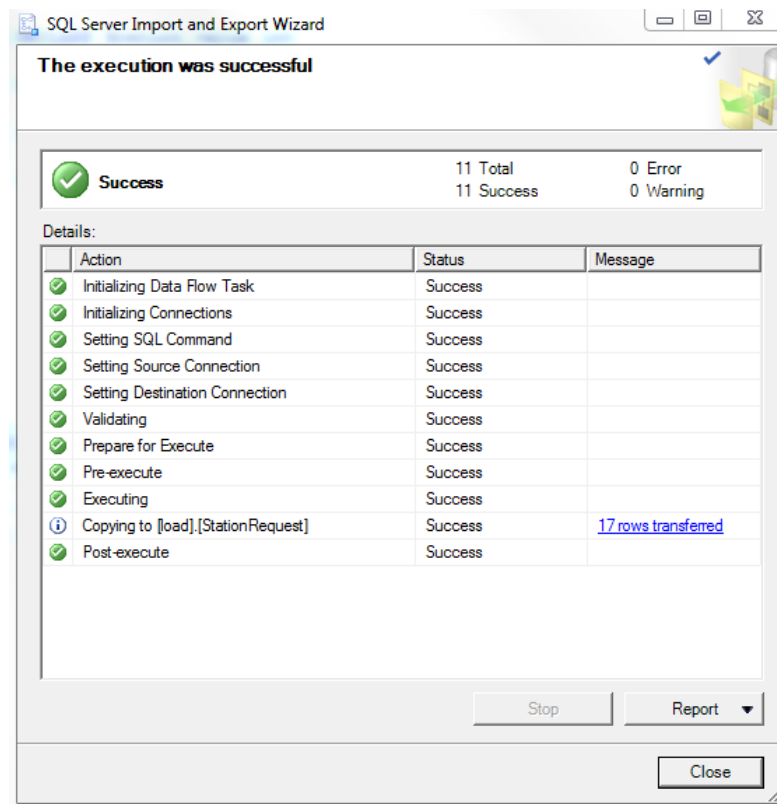 SQL Server Import and Export Wizard
The execution was successful
Success
11 Total
0 Error
11 Success
0 Warning
Details:
Action Status Message
Initializing Data Flow Task Success
Initializing Connections Success
Setting SQL Command Success
Setting Source Connection Success
Setting Destination Connection Success
Validating Success
Prepare for Execute Success
Pre-execute Success
Executing Success
Copying to [load].[StationRequest] Success 17 rows transferred
Post-execute Success
Stop Report
Close